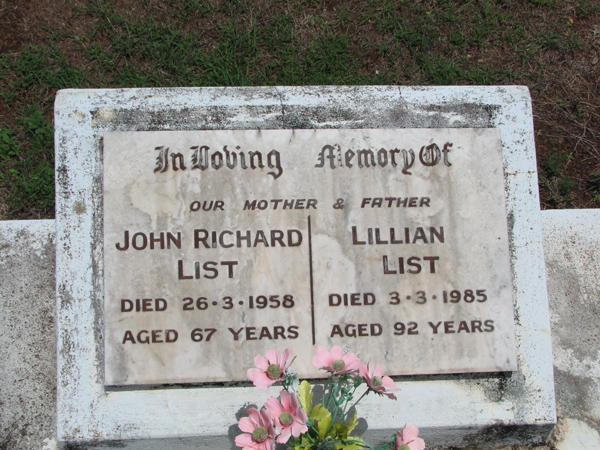 In Loving Memory Of
OUR MOTHER & FATHER
JOHN RICHARD
LIST
DIED 26·3·1958
AGED 67 YEARS
LILLIAN
LIST
DIED 3·3·1985
AGED 92 YEARS